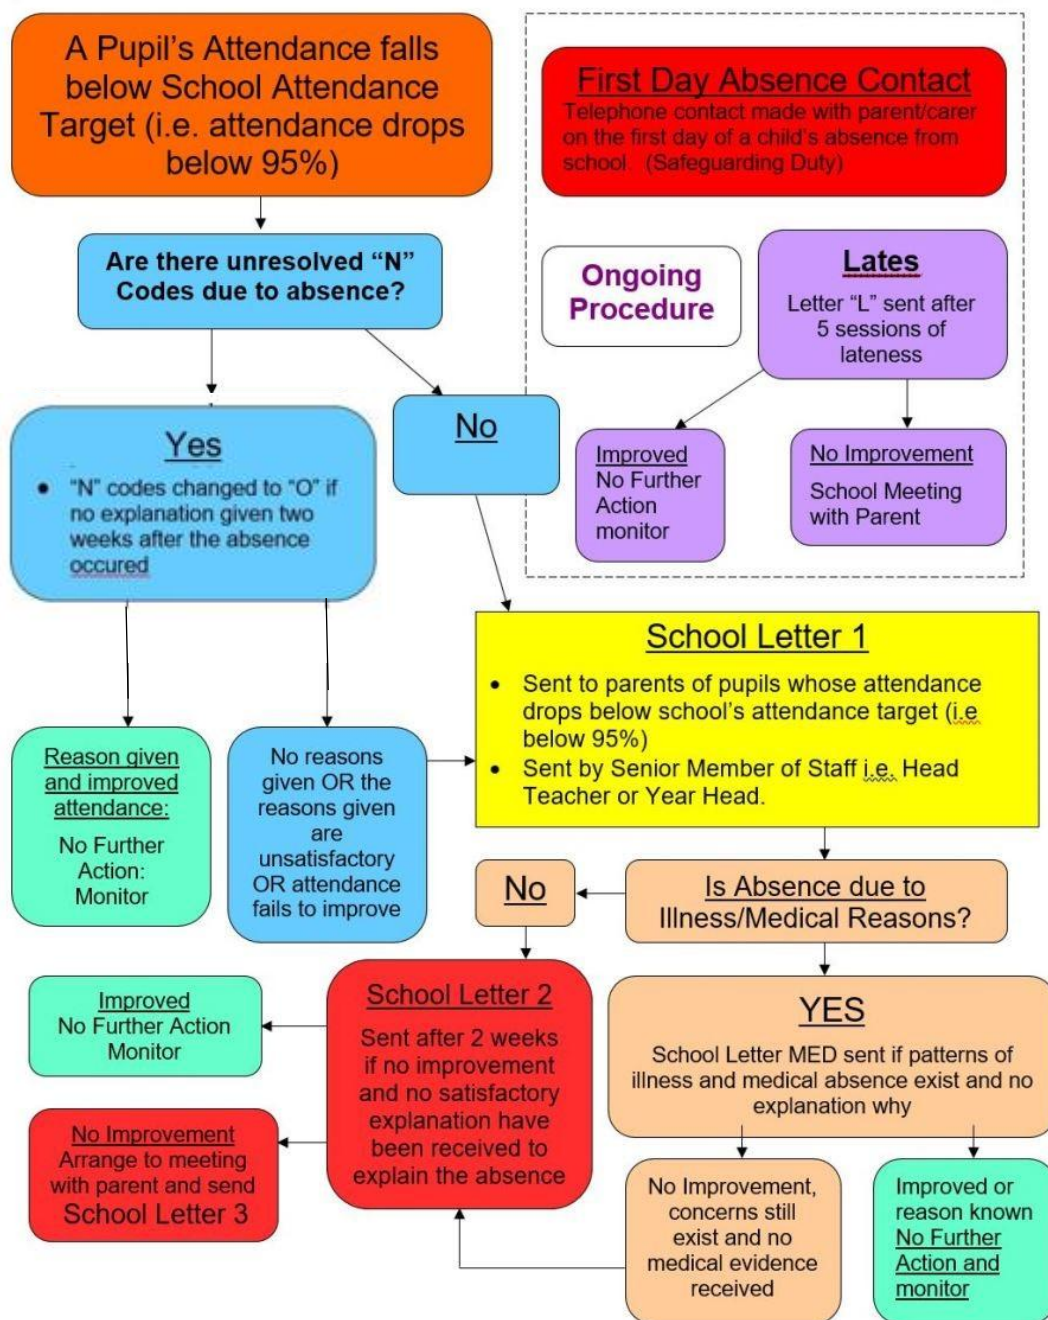 A Pupil’s Attendance falls
below School Attendance
Target (i.e. attendance drops
below 95%)
First Day Absence Contact
Telephone contact made with parent/carer
on the first day of a child’s absence from
school.  (Safeguarding Duty)
Are there unresolved “N”
Codes due to absence?
Ongoing
Procedure
Lates
Letter “L” sent after
5 sessions of
lateness
Yes
• “N” codes changed to “O” if
no explanation given two
weeks after the absence
occured
No
Improved
No Further
Action
monitor
No Improvement
School Meeting
with Parent
School Letter 1
• Sent to parents of pupils whose attendance
drops below school’s attendance target (i.e
below 95%)
• Sent by Senior Member of Staff i.e. Head
Teacher or Year Head.
Reason given
and improved
attendance:
No Further
Action:
Monitor
No reasons
given OR the
reasons given
are
unsatisfactory
OR attendance
fails to improve
No
Is Absence due to
Illness/Medical Reasons?
Improved
No Further Action
Monitor
School Letter 2
Sent after 2 weeks
if no improvement
and no satisfactory
explanation have
been received to
explain the absence
YES
School Letter MED sent if patterns of
illness and medical absence exist and no
explanation why
No Improvement
Arrange to meeting
with parent and send
School Letter 3
No Improvement,
concerns still
exist and no
medical evidence
received
Improved or
reason known
No Further
Action and
monitor